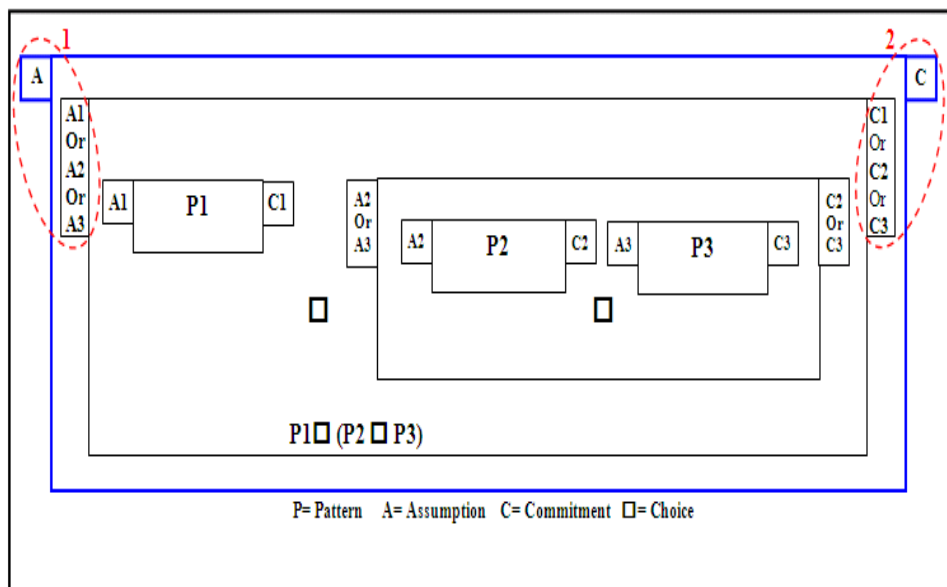 1
2
A
C
A1
Or
A2
Or
A3
C1
Or
C2
Or
C3
A1
P1
C1
A2
Or
A3
A2
P2
C2
A3
P3
C3
C2
Or
C3
P1□ (P2 □ P3)
P= Pattern A= Assumption C= Commitment □= Choice